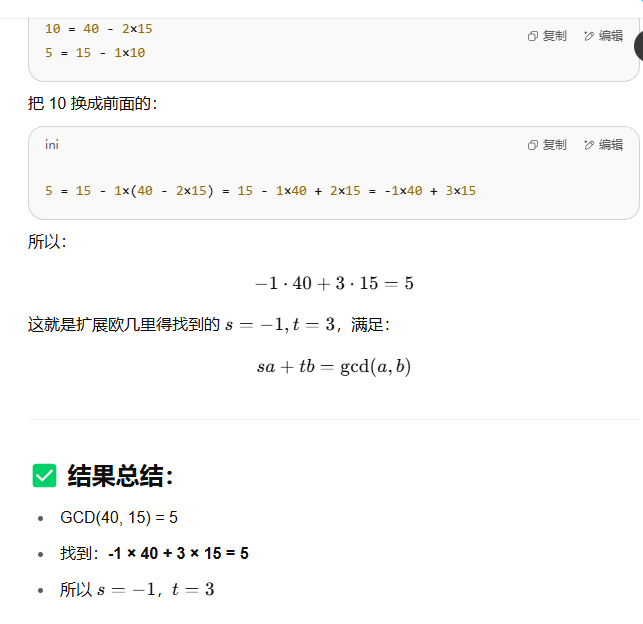 10 = 40 - 2×15
复制 编辑
5 = 15 - 1×10
把 10 换成前面的：
ini 复制 编辑
5 = 15 - 1×(40 - 2×15) = 15 - 1×40 + 2×15 = -1×40 + 3×15
所以：
−1 · 40 + 3 · 15 = 5
这就是扩展欧几里得找到的 s = −1, t = 3，满足：
sa + tb = gcd(a, b)
✅ 结果总结：
• GCD(40, 15) = 5
• 找到：-1 × 40 + 3 × 15 = 5
• 所以 s = −1，t = 3